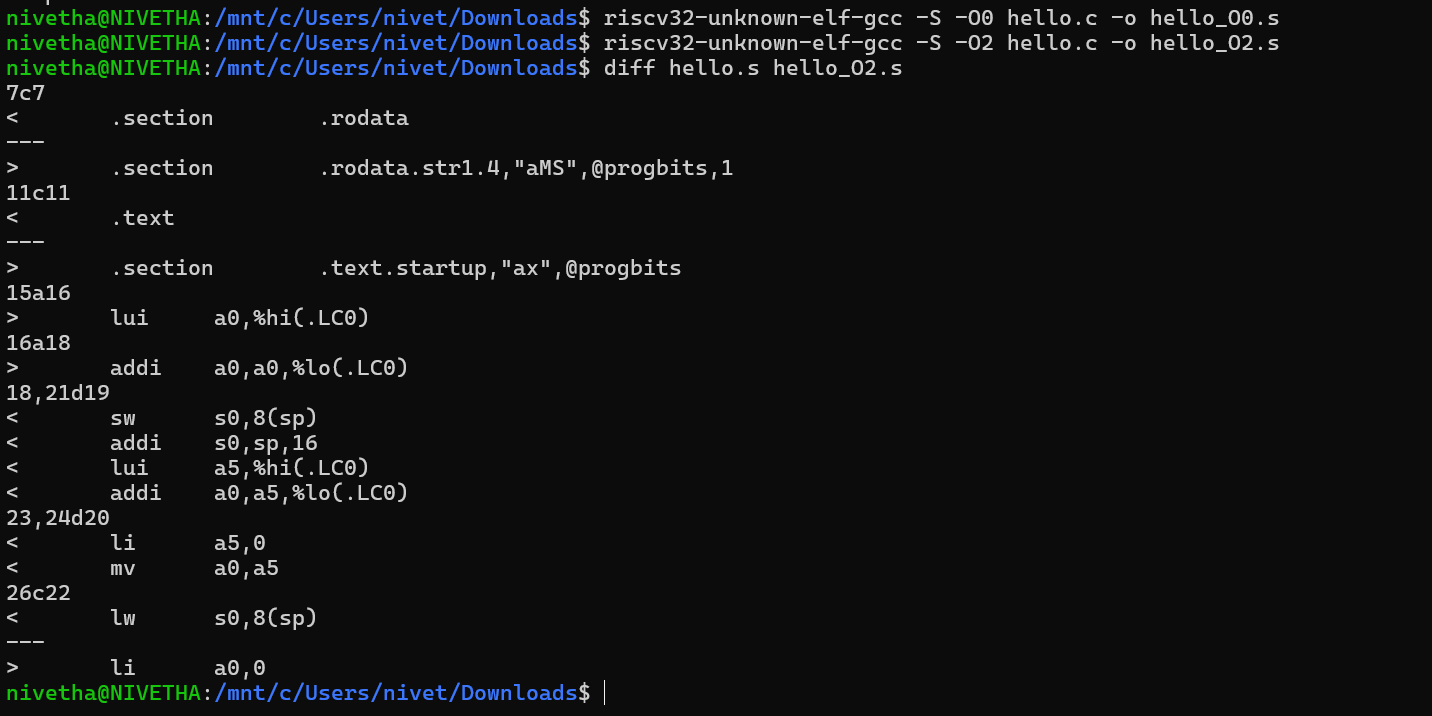 nivetha@NIVETHA:/mnt/c/Users/nivet/Downloads$ riscv32-unknown-elf-gcc -S -O0 hello.c -o hello_O0.s
nivetha@NIVETHA:/mnt/c/Users/nivet/Downloads$ riscv32-unknown-elf-gcc -S -O2 hello.c -o hello_O2.s
nivetha@NIVETHA:/mnt/c/Users/nivet/Downloads$ diff hello.s hello_O2.s
7c7
<       .section        .rodata
---
>       .section        .rodata.str1.4,"aMS",@progbits,1
11c11
<       .text
---
>       .section        .text.startup,"ax",@progbits
15a16
>       lui     a0,%hi(.LC0)
16a18
>       addi    a0,a0,%lo(.LC0)
18,21d19
<       sw      s0,8(sp)
<       addi    s0,sp,16
<       lui     a5,%hi(.LC0)
<       addi    a0,a5,%lo(.LC0)
23,24d20
<       li      a5,0
<       mv      a0,a5
26c22
<       lw      s0,8(sp)
---
>       li      a0,0
nivetha@NIVETHA:/mnt/c/Users/nivet/Downloads$